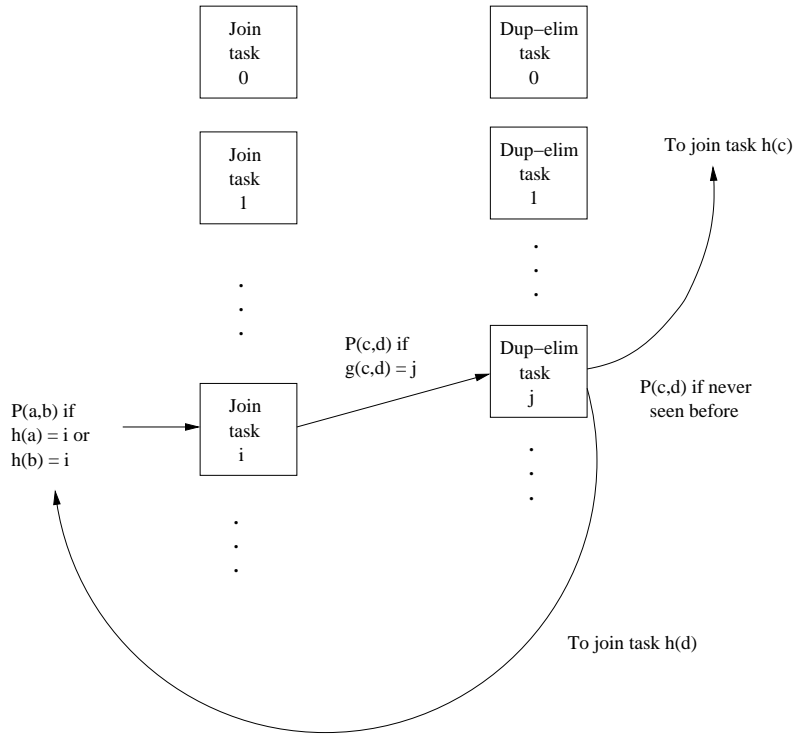 Join
task
0
Dup−elim
task
0
Join
task
1
Dup−elim
task
1
To join task h(c)
P(c,d) if
g(c,d) = j
Dup−elim
task
j
P(a,b) if
h(a) = i or
h(b) = i
Join
task
i
P(c,d) if never
seen before
To join task h(d)